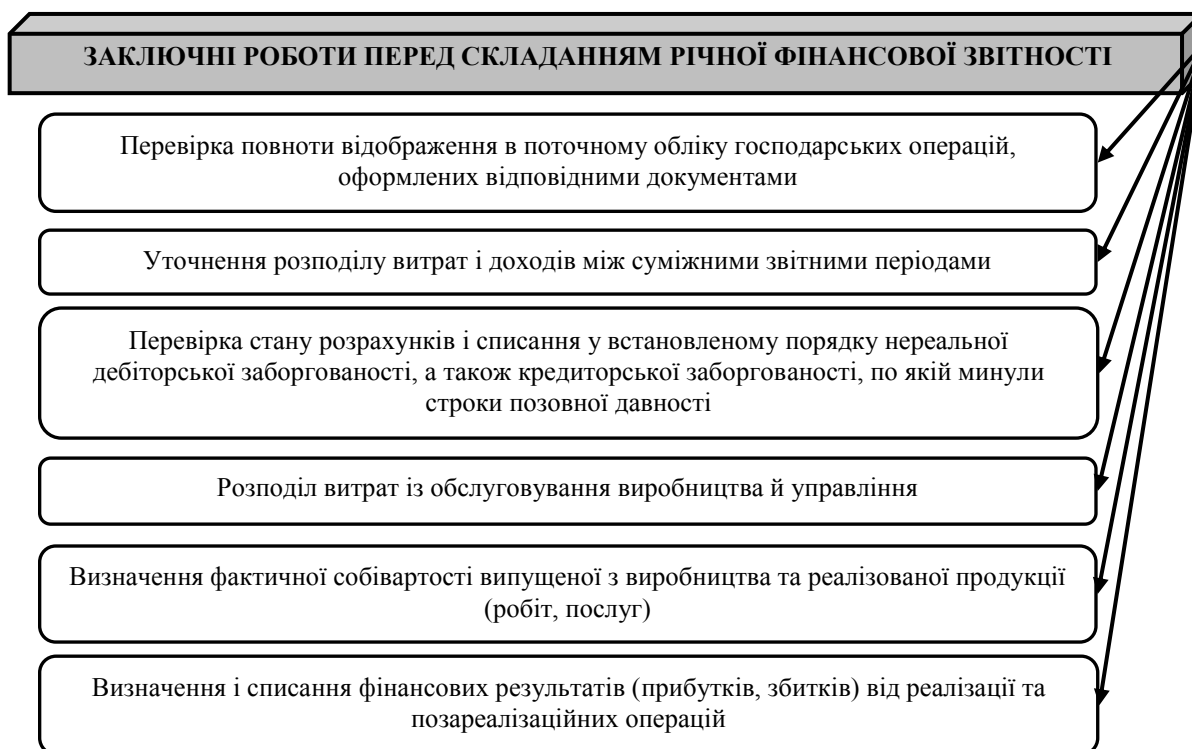 ЗАКЛЮЧНІ РОБОТИ ПЕРЕД СКЛАДАННЯМ РІЧНОЇ ФІНАНСОВОЇ ЗВІТНОСТІ
Перевірка повноти відображення в поточному обліку господарських операцій,
оформлених відповідними документами
Уточнення розподілу витрат і доходів між суміжними звітними періодами
Перевірка стану розрахунків і списання у встановленому порядку нереальної
дебіторської заборгованості, а також кредиторської заборгованості, по якій минули
строки позовної давності
Розподіл витрат із обслуговування виробництва й управління
Визначення фактичної собівартості випущеної з виробництва та реалізованої продукції
(робіт, послуг)
Визначення і списання фінансових результатів (прибутків, збитків) від реалізації та
позареалізаційних операцій